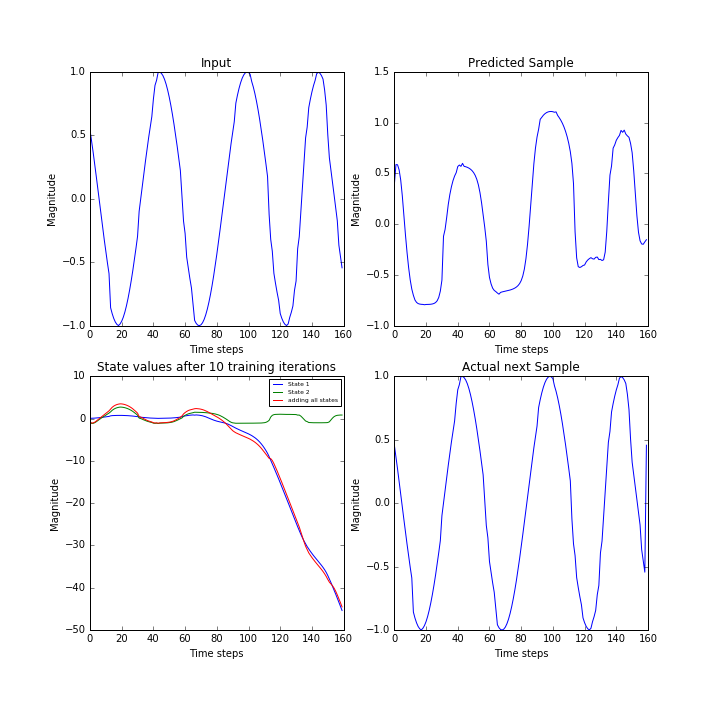 Input
Magnitude
1.0
0.5
0.0
−0.5
−1.0
0 20 40 60 80 100 120 140 160
Time steps
Predicted Sample
Magnitude
1.5
1.0
0.5
0.0
−0.5
−1.0
0 20 40 60 80 100 120 140 160
Time steps
State values after 10 training iterations
Magnitude
10
0
−10
−20
−30
−40
−50
State 1
State 2
adding all states
0 20 40 60 80 100 120 140 160
Time steps
Actual next Sample
Magnitude
1.0
0.5
0.0
−0.5
−1.0
0 20 40 60 80 100 120 140 160
Time steps